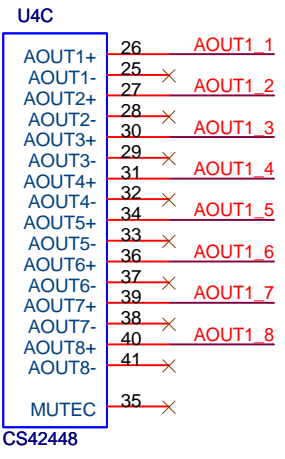 U4C
AOUT1+ 26 AOUT1_1
AOUT1- 25
AOUT2+ 27 AOUT1_2
AOUT2- 28
AOUT3+ 30 AOUT1_3
AOUT3- 29
AOUT4+ 31 AOUT1_4
AOUT4- 32
AOUT5+ 34 AOUT1_5
AOUT5- 33
AOUT6+ 36 AOUT1_6
AOUT6- 37
AOUT7+ 39 AOUT1_7
AOUT7- 38
AOUT8+ 40 AOUT1_8
AOUT8- 41
MUTEC 35
CS42448